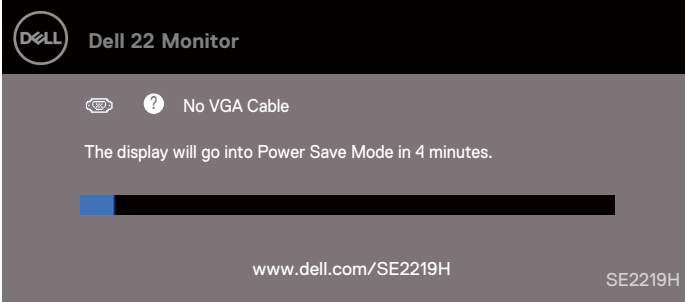 DELL
Dell 22 Monitor
? No VGA Cable
The display will go into Power Save Mode in 4 minutes.
www.dell.com/SE2219H
SE2219H